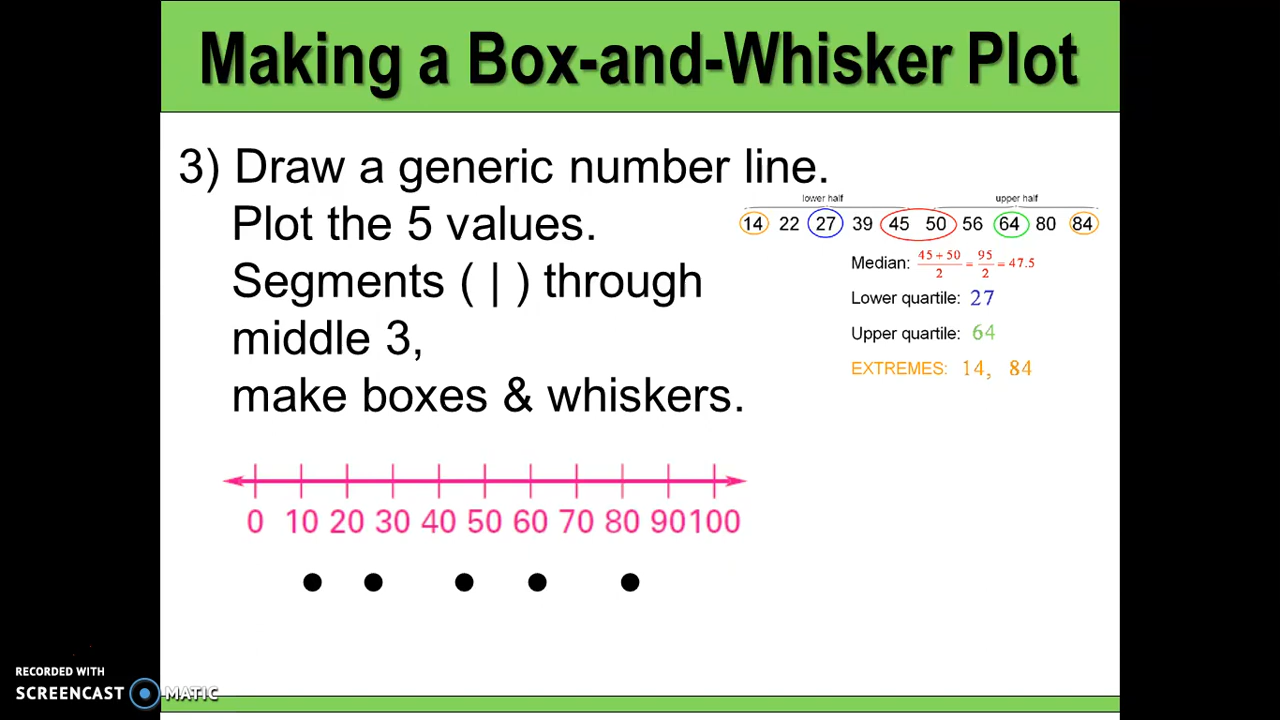 Making a Box-and-Whisker Plot
3) Draw a generic number line.
Plot the 5 values.
Segments ( | ) through
middle 3,
make boxes & whiskers.
lower half upper half
14 22 27 39 45 50 56 64 80 84
Median: 45 + 50 / 2 = 95 / 2 = 47.5
Lower quartile: 27
Upper quartile: 64
EXTREMES: 14, 84
0 10 20 30 40 50 60 70 80 90 100
RECORDED WITH
SCREENCAST MATIC